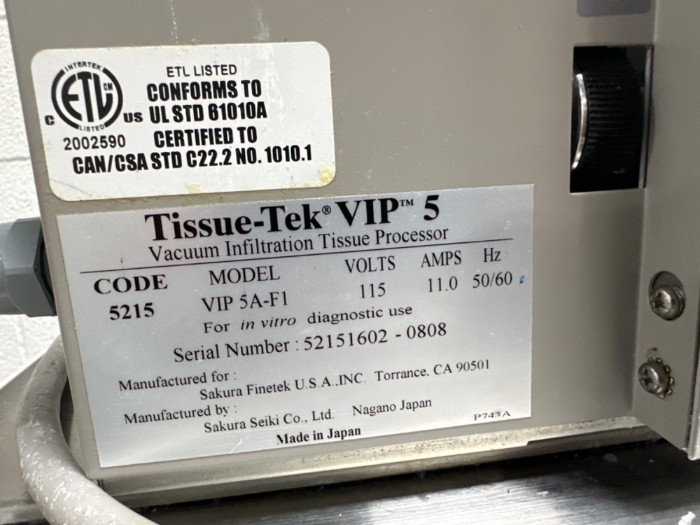 INTERTEK
ETL CM
LISTED
C US
2002590
ETL LISTED
CONFORMS TO
UL STD 61010A
CERTIFIED TO
CAN/CSA STD C22.2 NO. 1010.1
Tissue-Tek® VIP™ 5
Vacuum Infiltration Tissue Processor
CODE MODEL VOLTS AMPS Hz
5215 VIP 5A-F1 115 11.0 50/60
For in vitro diagnostic use
Serial Number : 52151602 - 0808
Manufactured for :
Sakura Finetek U.S.A.,INC. Torrance, CA 90501
Manufactured by :
Sakura Seiki Co., Ltd. Nagano Japan
Made in Japan